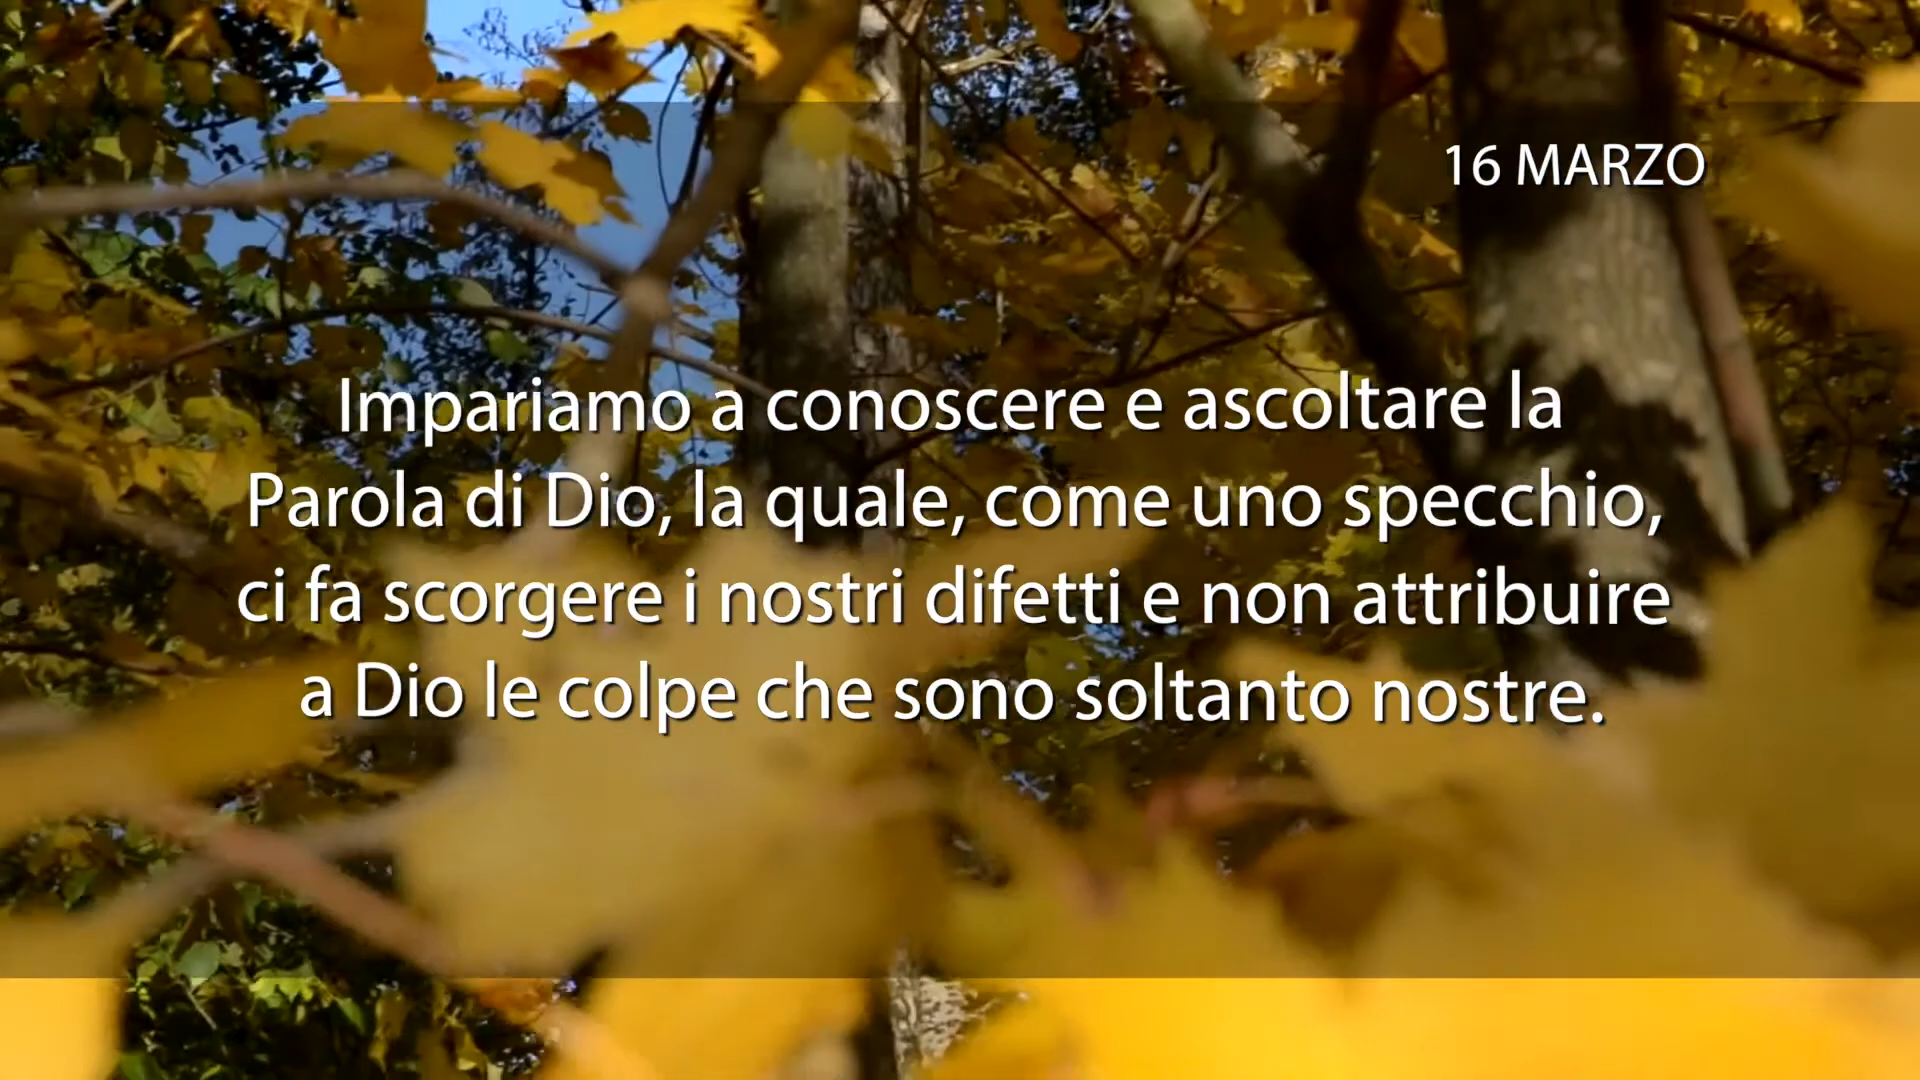 16 MARZO
Impariamo a conoscere e ascoltare la
Parola di Dio, la quale, come uno specchio,
ci fa scorgere i nostri difetti e non attribuire
a Dio le colpe che sono soltanto nostre.